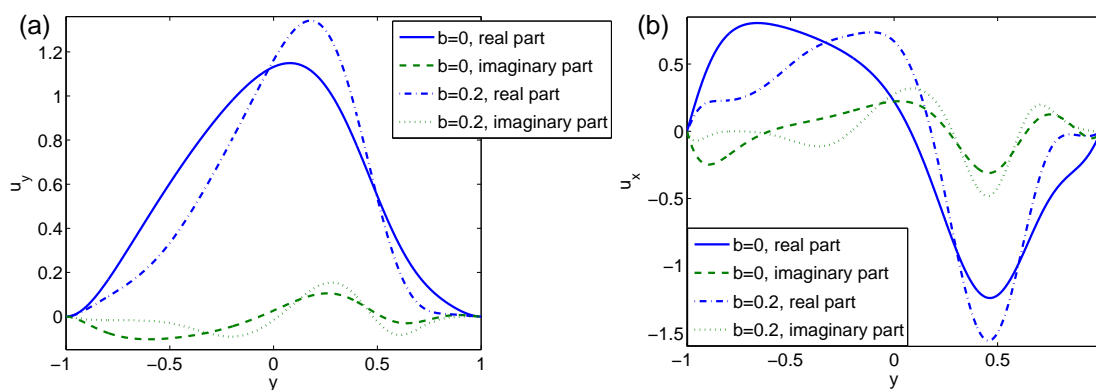 (a)
u_y
1.2
1
0.8
0.6
0.4
0.2
0
−1
−0.5
0
0.5
1
y
b=0, real part
b=0, imaginary part
b=0.2, real part
b=0.2, imaginary part
(b)
u_x
0.5
0
−0.5
−1
−1.5
−1
−0.5
0
0.5
y
b=0, real part
b=0, imaginary part
b=0.2, real part
b=0.2, imaginary part